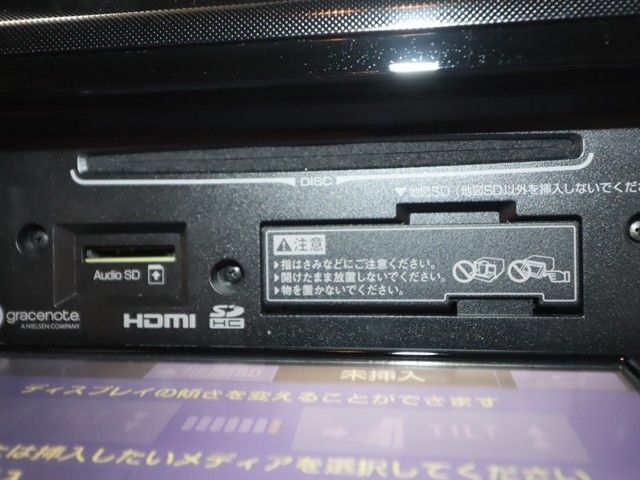 DISC
▼地図SD (地図SD以外を挿入しないでくださ
⚠注意
▶指はさみなどにご注意ください。
▶開けたまま放置しないでください。
▶物を置かないでください。
Audio SD
gracenote.
A NIELSEN COMPANY
HDMI
SD
HC
未挿入
ディスプレイの傾きを変えることができます
TILT
TILT
は挿入したいメディアを選択してください